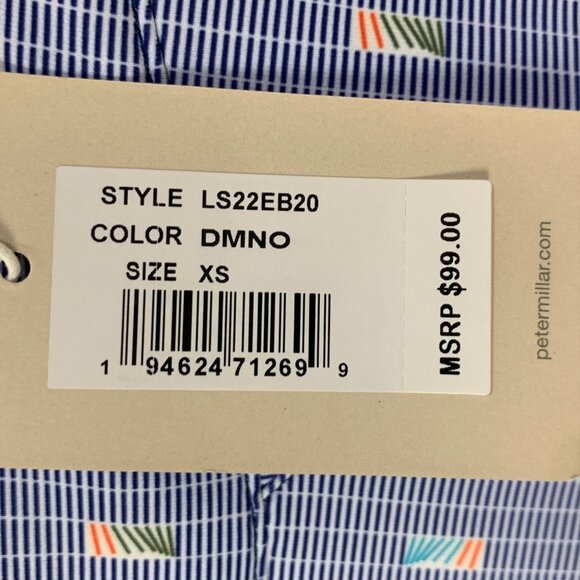 STYLE LS22EB20
COLOR DMNO
SIZE XS
1 94624 71269 9
MSRP $99.00
petermillar.com